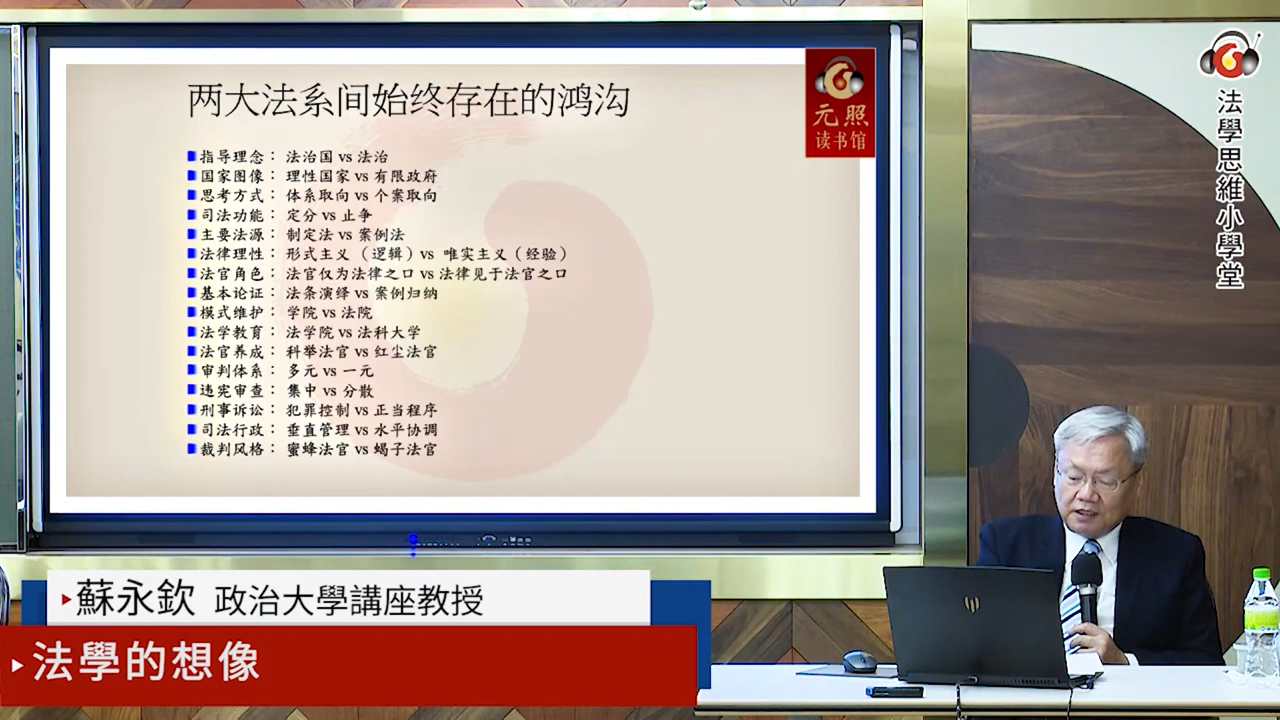 两大法系间始终存在的鸿沟
指导理念： 法治国 vs 法治
国家图像： 理性国家 vs 有限政府
思考方式： 体系取向 vs 个案取向
司法功能： 定分 vs 止争
主要法源： 制定法 vs 案例法
法律理性： 形式主义 （逻辑）vs 唯实主义（经验）
法官角色： 法官仅为法律之口 vs 法律见于法官之口
基本论证： 法条演绎 vs 案例归纳
模式维护： 学院 vs 法院
法学教育： 法学院 vs 法科大学
法官养成： 科举法官 vs 红尘法官
审判体系： 多元 vs 一元
违宪审查： 集中 vs 分散
刑事诉讼： 犯罪控制 vs 正当程序
司法行政： 垂直管理 vs 水平协调
裁判风格： 蜜蜂法官 vs 蝎子法官
元照
读书馆
法學思維小學堂
蘇永欽 政治大學講座教授
法學的想像